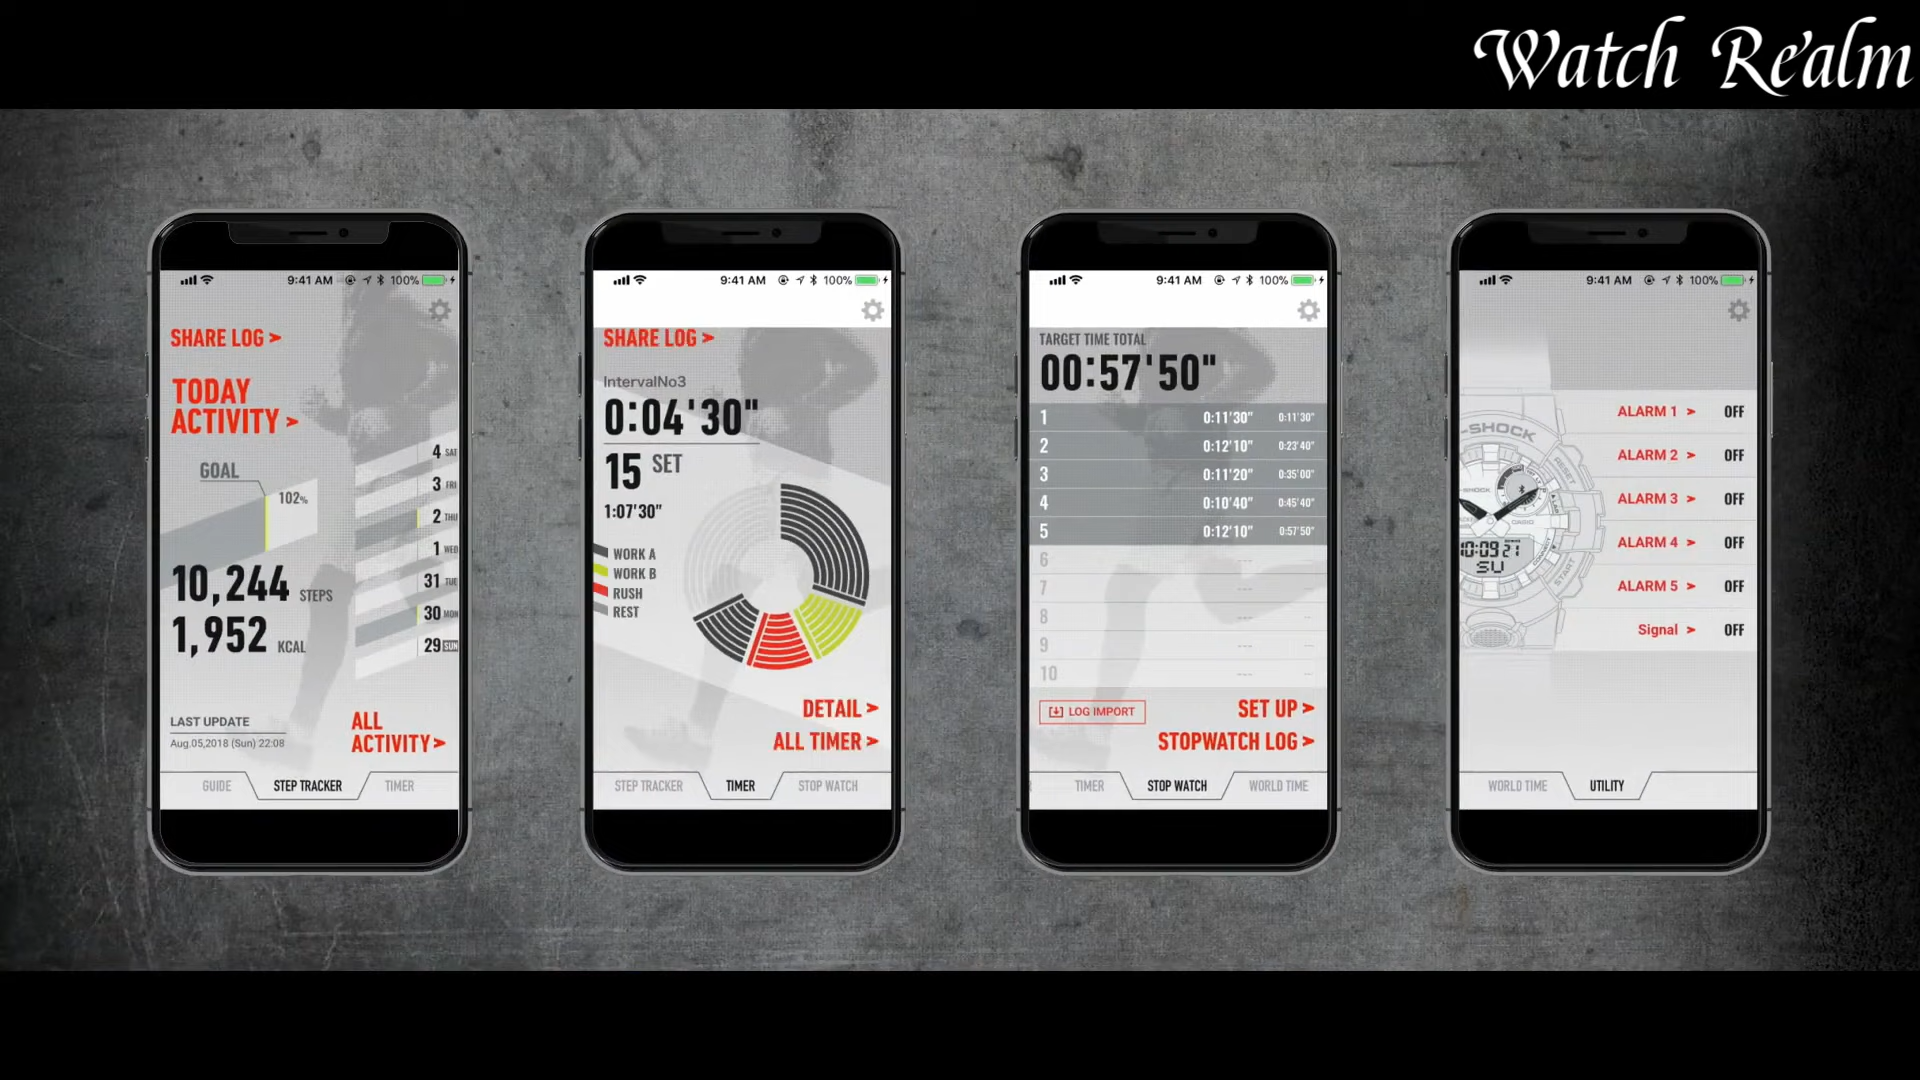 Watch Realm
9:41 AM 100%
SHARE LOG >
TODAY
ACTIVITY >
GOAL
102%
4 SAT
3 FRI
2 THU
1 WED
31 TUE
30 MON
29 SUN
10,244 STEPS
1,952 KCAL
LAST UPDATE
Aug.05,2018 (Sun) 22:08
ALL
ACTIVITY >
GUIDE STEP TRACKER TIMER
9:41 AM 100%
SHARE LOG >
IntervalNo3
0:04'30"
15 SET
1:07'30"
WORK A
WORK B
RUSH
REST
DETAIL >
ALL TIMER >
STEP TRACKER TIMER STOP WATCH
9:41 AM 100%
TARGET TIME TOTAL
00:57'50"
1 0:11'30" 0:11'30"
2 0:12'10" 0:23'40"
3 0:11'20" 0:35'00"
4 0:10'40" 0:45'40"
5 0:12'10" 0:57'50"
6 --- --
7 --- --
8 --- --
9 --- --
10 --- --
LOG IMPORT
SET UP >
STOPWATCH LOG >
TIMER STOP WATCH WORLD TIME
9:41 AM 100%
ALARM 1 > OFF
ALARM 2 > OFF
ALARM 3 > OFF
ALARM 4 > OFF
ALARM 5 > OFF
Signal > OFF
-SHOCK
RESET
CASIO
10:09 21
SU
START
WORLD TIME UTILITY